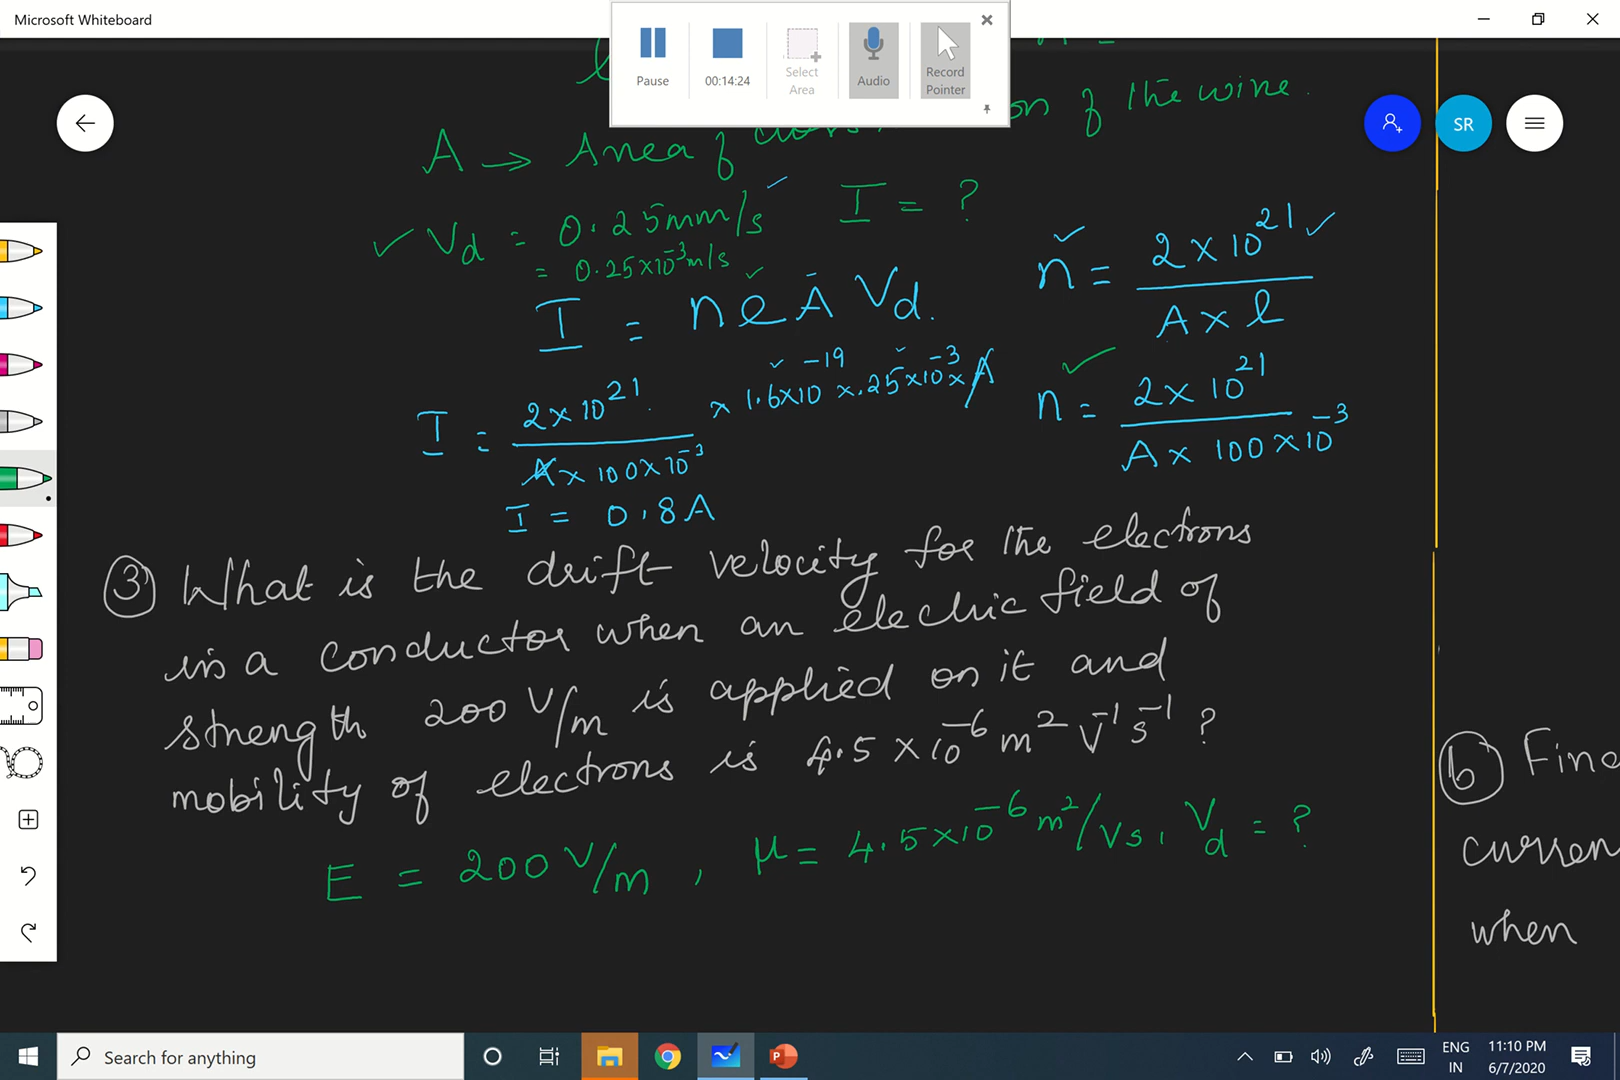 Microsoft Whiteboard
Pause
00:14:24
Select Area
Audio
Record Pointer
SR
A → Area of on of the wire.
✓ Vd = 0.25mm/s ✓ I = ?
= 0.25×10⁻³m/s
I = neAVd.
n = 2×10²¹ / A×l ✓
I = 2×10²¹ / A×100×10⁻³ × 1.6×10⁻¹⁹ × .25×10⁻³ × A
n = 2×10²¹ / A×100×10⁻³
I = 0.8A
③ What is the drift velocity for the electrons
in a conductor when an electric field of
strength 200 V/m is applied on it and
mobility of electrons is 4.5×10⁻⁶ m² V⁻¹ s⁻¹ ?
E = 200 V/m, μ = 4.5×10⁻⁶ m²/Vs, Vd = ?
⑥ Find
curren
when
Search for anything
ENG
IN
11:10 PM
6/7/2020